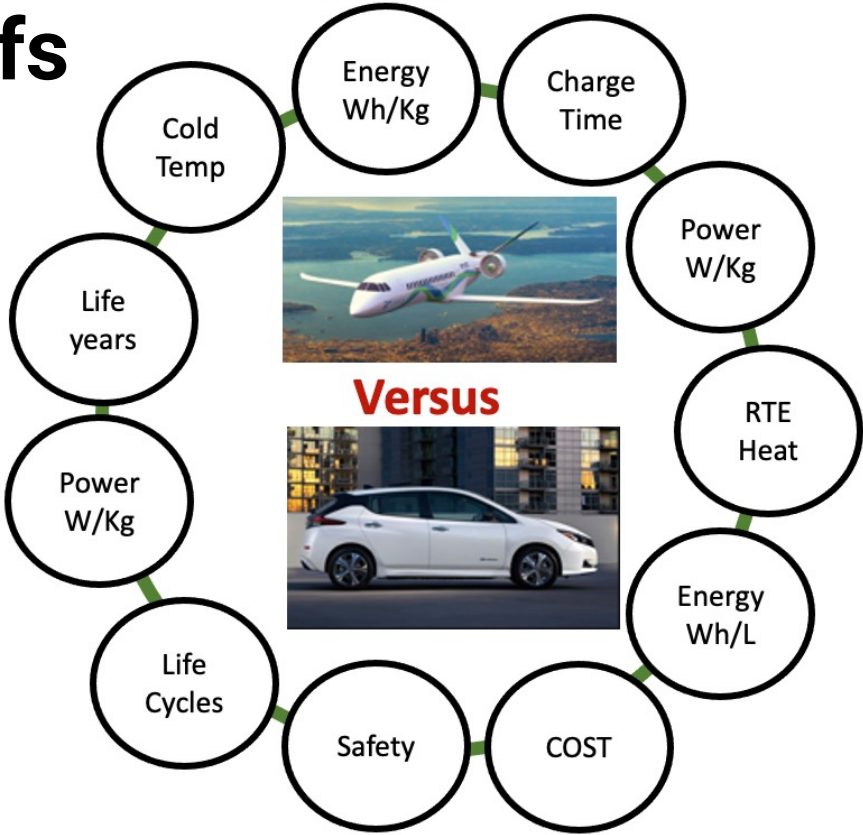 fs
Energy
Wh/Kg
Charge
Time
Power
W/Kg
RTE
Heat
Energy
Wh/L
COST
Safety
Life
Cycles
Power
W/Kg
Life
years
Cold
Temp
Versus